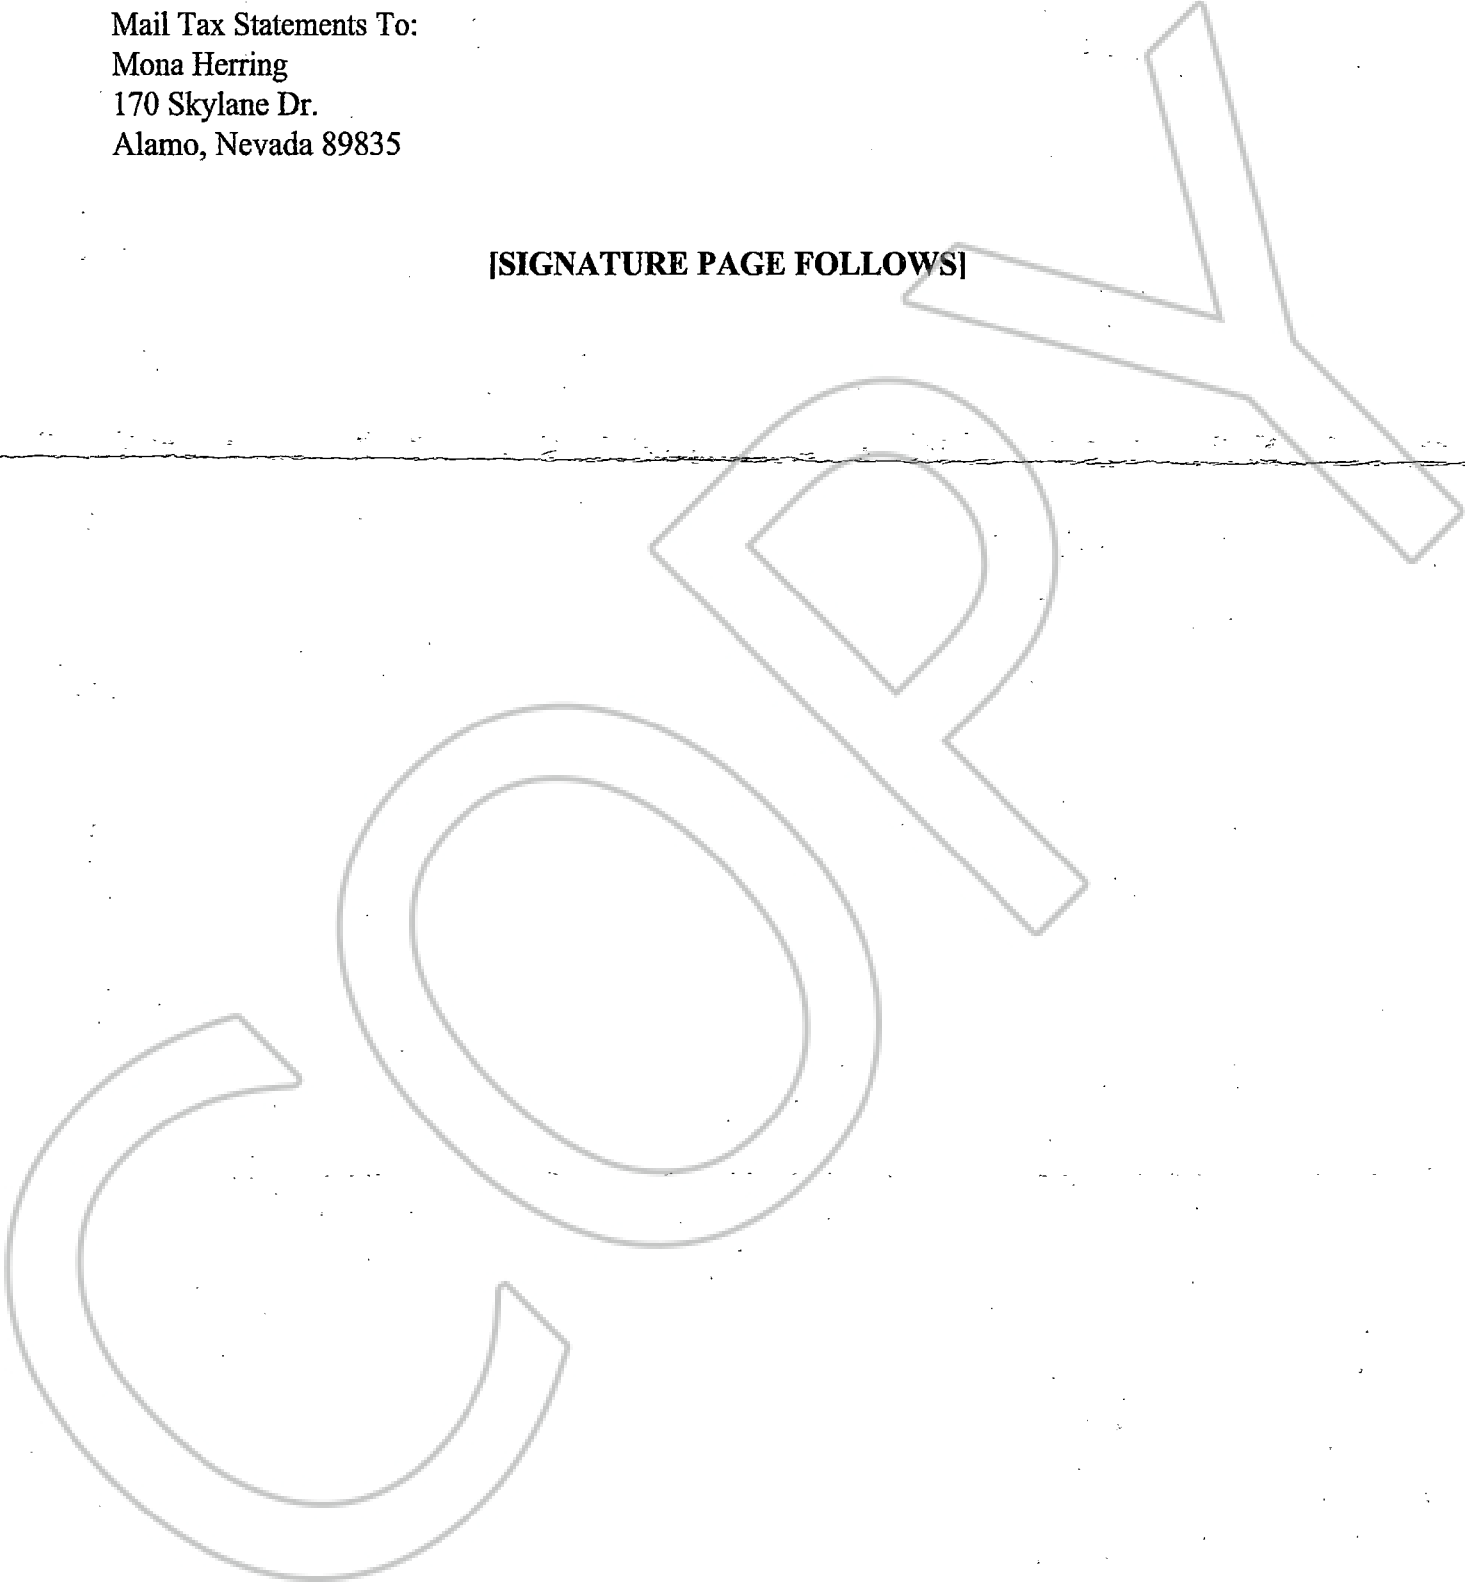 Mail Tax Statements To:
Mona Herring
170 Skylane Dr.
Alamo, Nevada 89835
[SIGNATURE PAGE FOLLOWS]
COPY